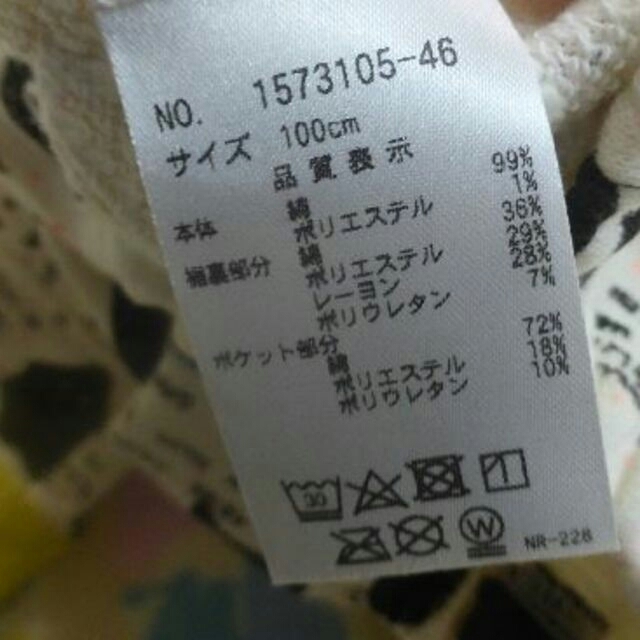 NO. 1573105-46
サイズ 100cm
品質表示
本体 綿 99%
ポリエステル 1%
裾裏部分 綿 36%
ポリエステル 29%
レーヨン 28%
ポリウレタン 7%
ポケット部分
綿 72%
ポリエステル 18%
ポリウレタン 10%
30
W
NR-228